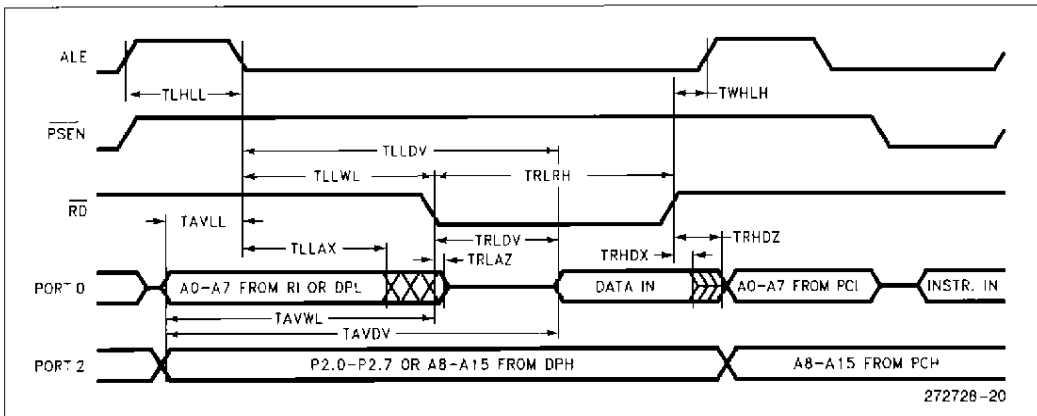 ALE
TLHLL
TWHLH
PSEN
TLLDV
TLLWL
TRLRH
RD
TAVLL
TRLDV
TRHDZ
TLLAX
TRLAZ
TRHDX
PORT 0
A0-A7 FROM RI OR DPL
DATA IN
A0-A7 FROM PCL
INSTR. IN
TAVWL
TAVDV
PORT 2
P2.0-P2.7 OR A8-A15 FROM DPH
A8-A15 FROM PCH
272728-20